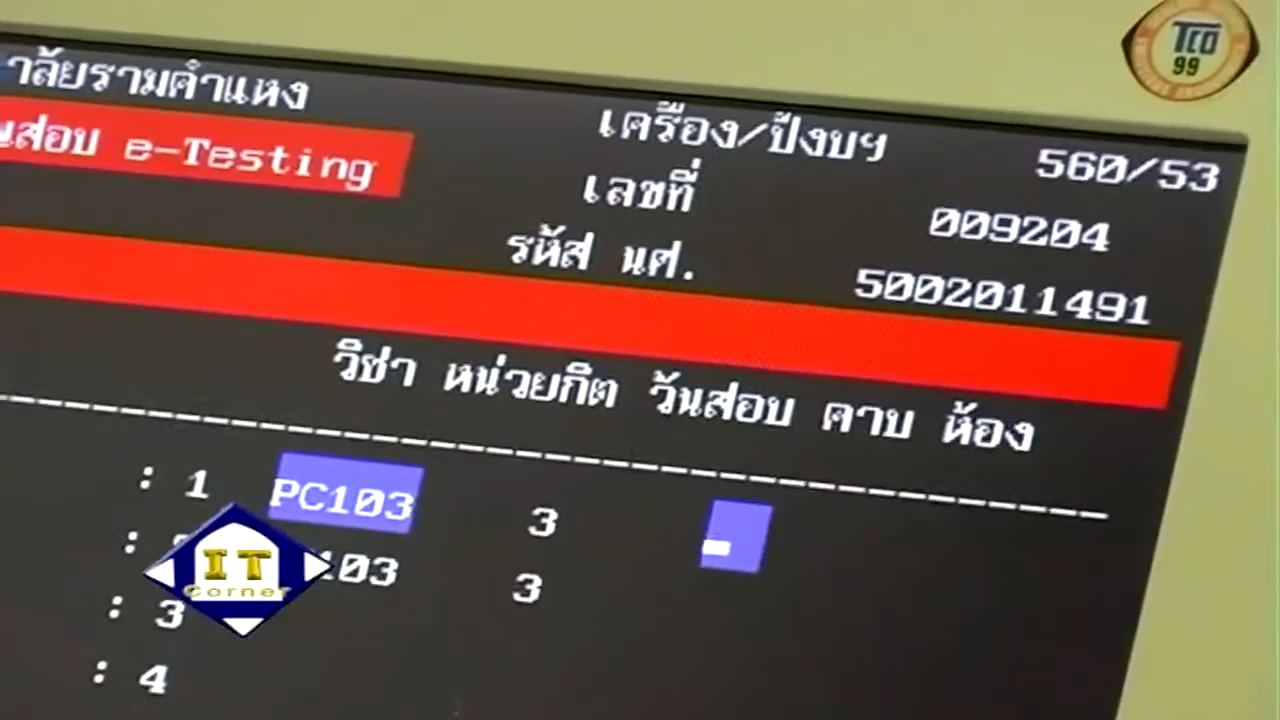 TCO
99
าลัยรามคำแหง
เครื่อง/ปีงบฯ 560/53
นสอบ e-Testing
เลขที่ 009204
รหัส นศ. 5002011491
วิชา หน่วยกิต วันสอบ คาบ ห้อง
: 1 PC103 3
: 103 3
: 3
: 4
IT
Corner